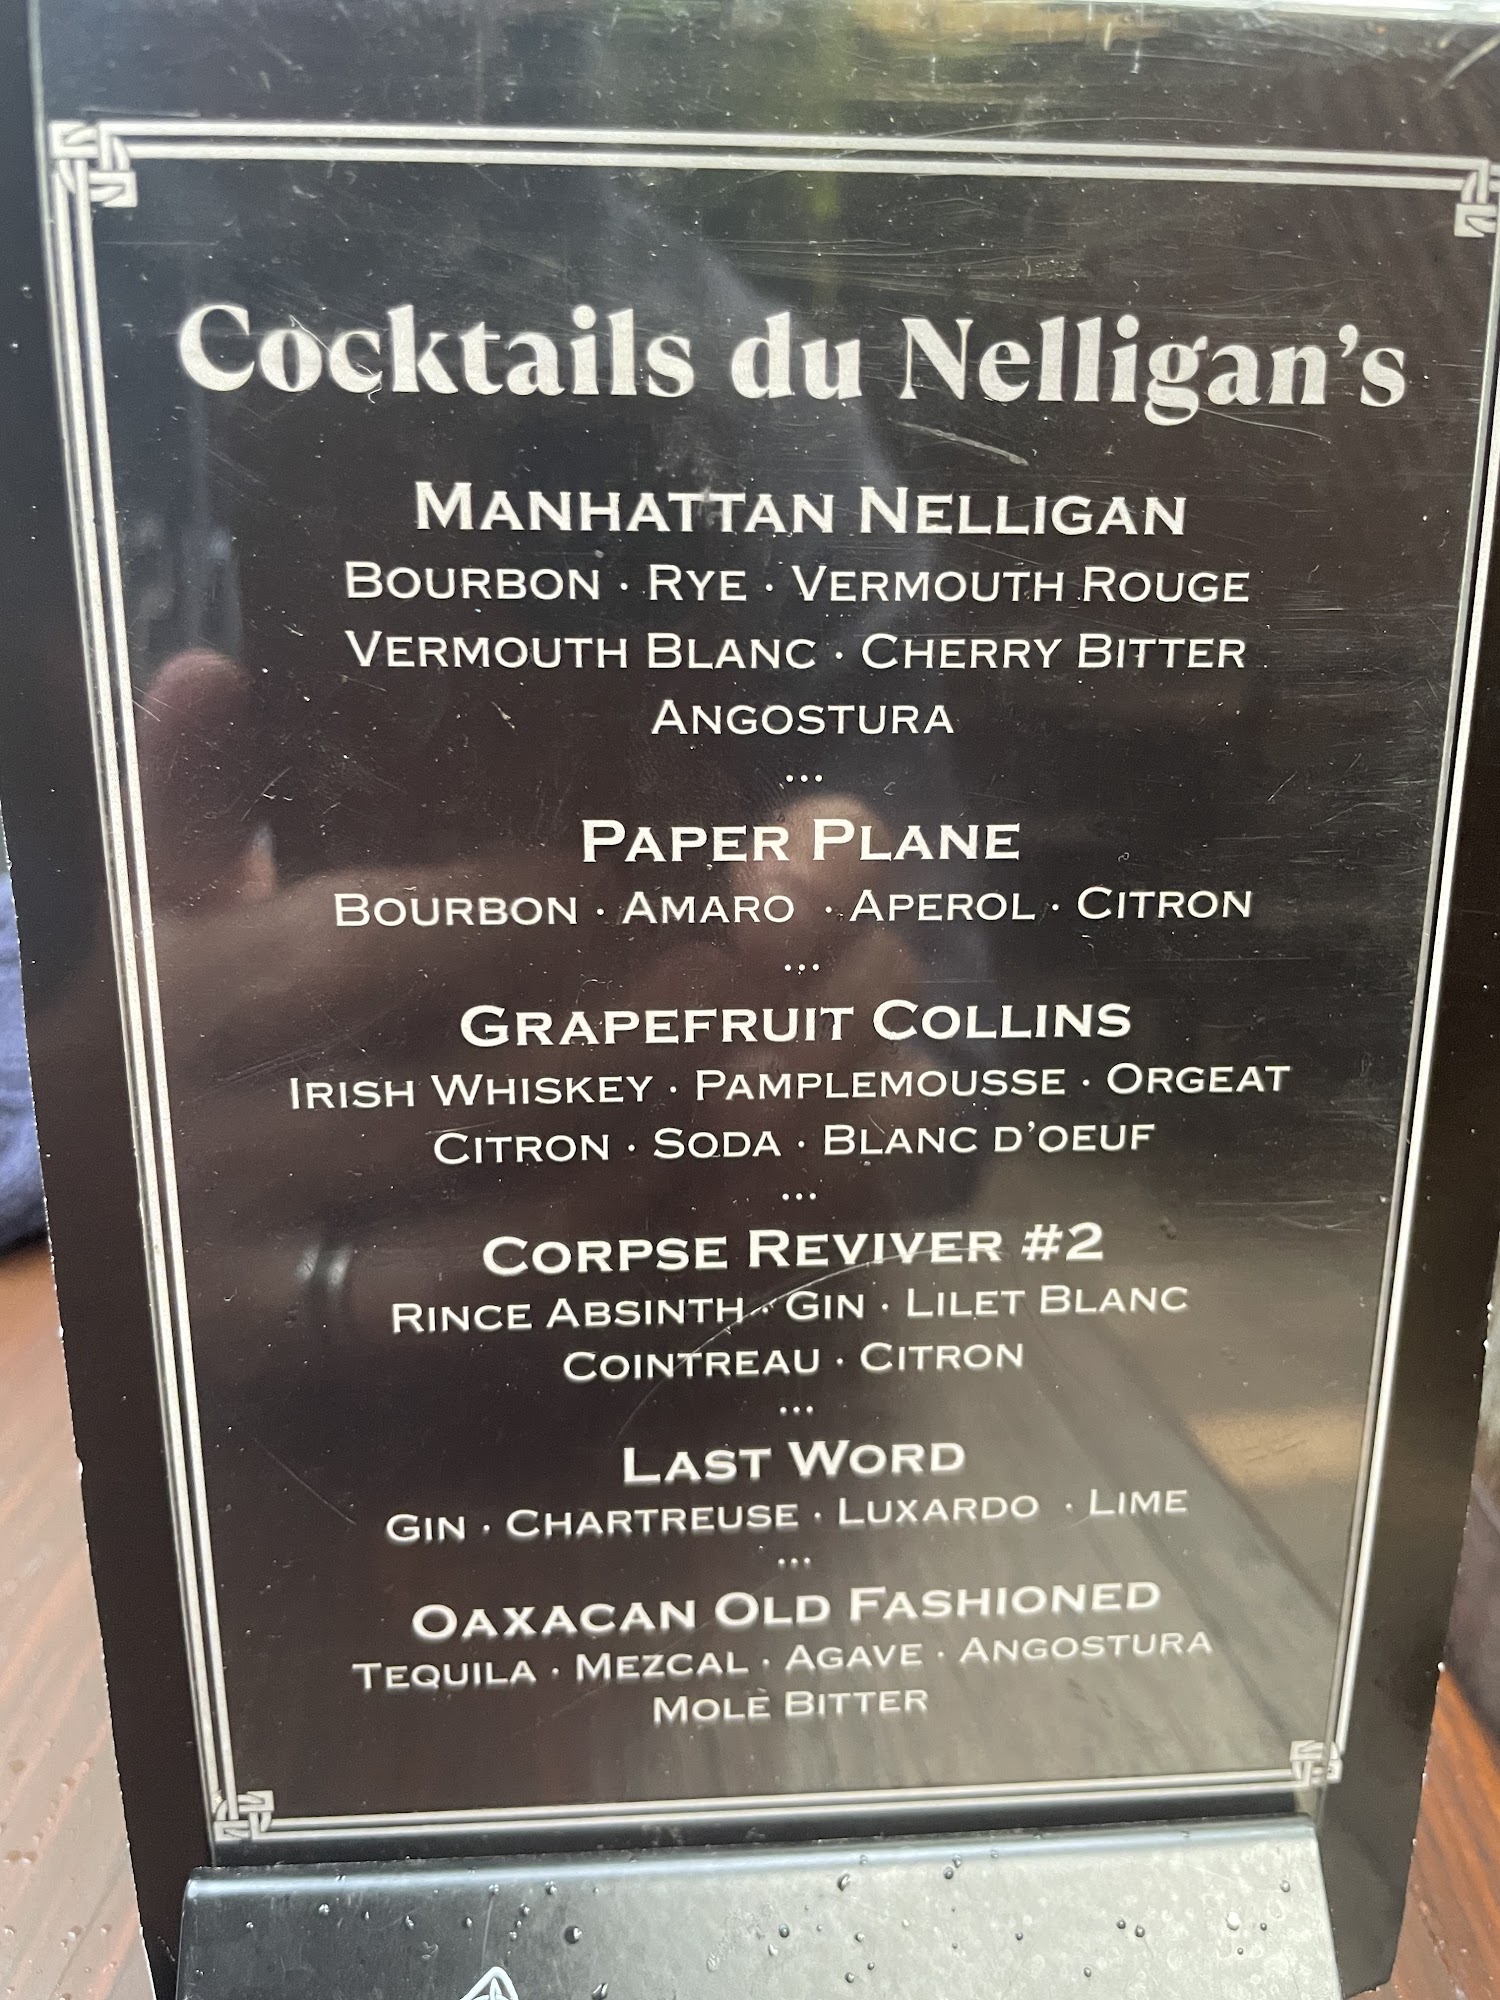 Cocktails du Nelligan's
MANHATTAN NELLIGAN
BOURBON · RYE · VERMOUTH ROUGE
VERMOUTH BLANC · CHERRY BITTER
ANGOSTURA
...
PAPER PLANE
BOURBON · AMARO · APEROL · CITRON
...
GRAPEFRUIT COLLINS
IRISH WHISKEY · PAMPLEMOUSSE · ORGEAT
CITRON · SODA · BLANC D'OEUF
...
CORPSE REVIVER #2
RINCE ABSINTH · GIN · LILET BLANC
COINTREAU · CITRON
...
LAST WORD
GIN · CHARTREUSE · LUXARDO · LIME
...
OAXACAN OLD FASHIONED
TEQUILA · MEZCAL · AGAVE · ANGOSTURA
MOLE BITTER